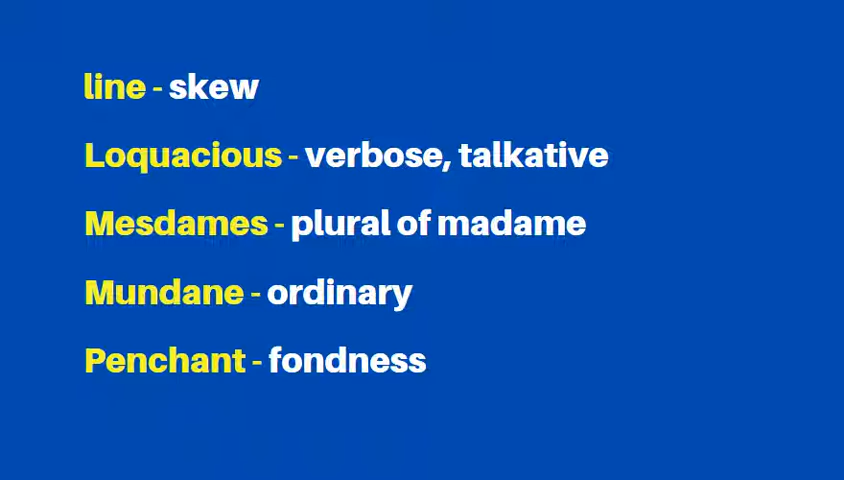 line - skew
Loquacious - verbose, talkative
Mesdames - plural of madame
Mundane - ordinary
Penchant - fondness